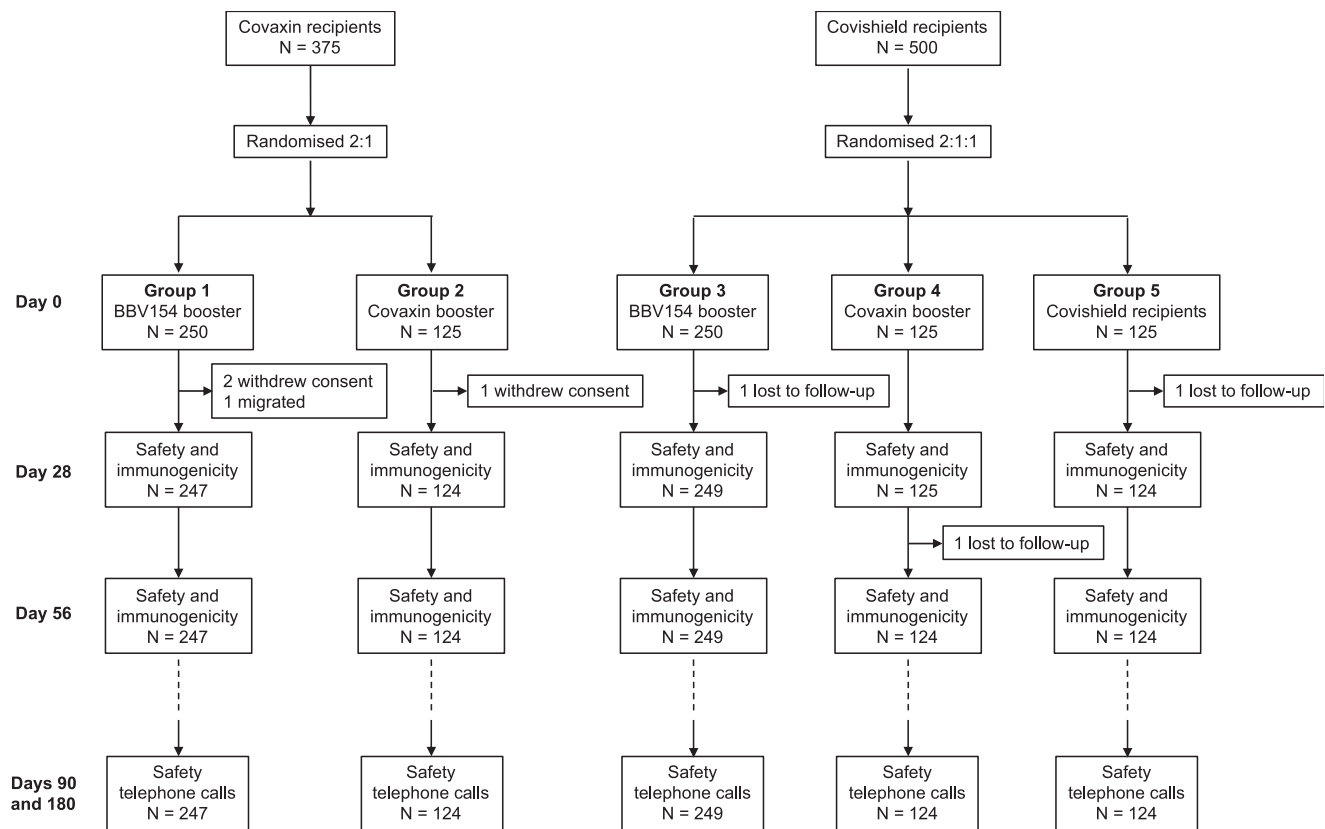 Covaxin recipients
N = 375
Covishield recipients
N = 500
Randomised 2:1
Randomised 2:1:1
Day 0
Group 1
BBV154 booster
N = 250
Group 2
Covaxin booster
N = 125
Group 3
BBV154 booster
N = 250
Group 4
Covaxin booster
N = 125
Group 5
Covishield recipients
N = 125
2 withdrew consent
1 migrated
1 withdrew consent
1 lost to follow-up
1 lost to follow-up
Day 28
Safety and
immunogenicity
N = 247
Safety and
immunogenicity
N = 124
Safety and
immunogenicity
N = 249
Safety and
immunogenicity
N = 125
Safety and
immunogenicity
N = 124
1 lost to follow-up
Day 56
Safety and
immunogenicity
N = 247
Safety and
immunogenicity
N = 124
Safety and
immunogenicity
N = 249
Safety and
immunogenicity
N = 124
Safety and
immunogenicity
N = 124
Days 90
and 180
Safety
telephone calls
N = 247
Safety
telephone calls
N = 124
Safety
telephone calls
N = 249
Safety
telephone calls
N = 124
Safety
telephone calls
N = 124